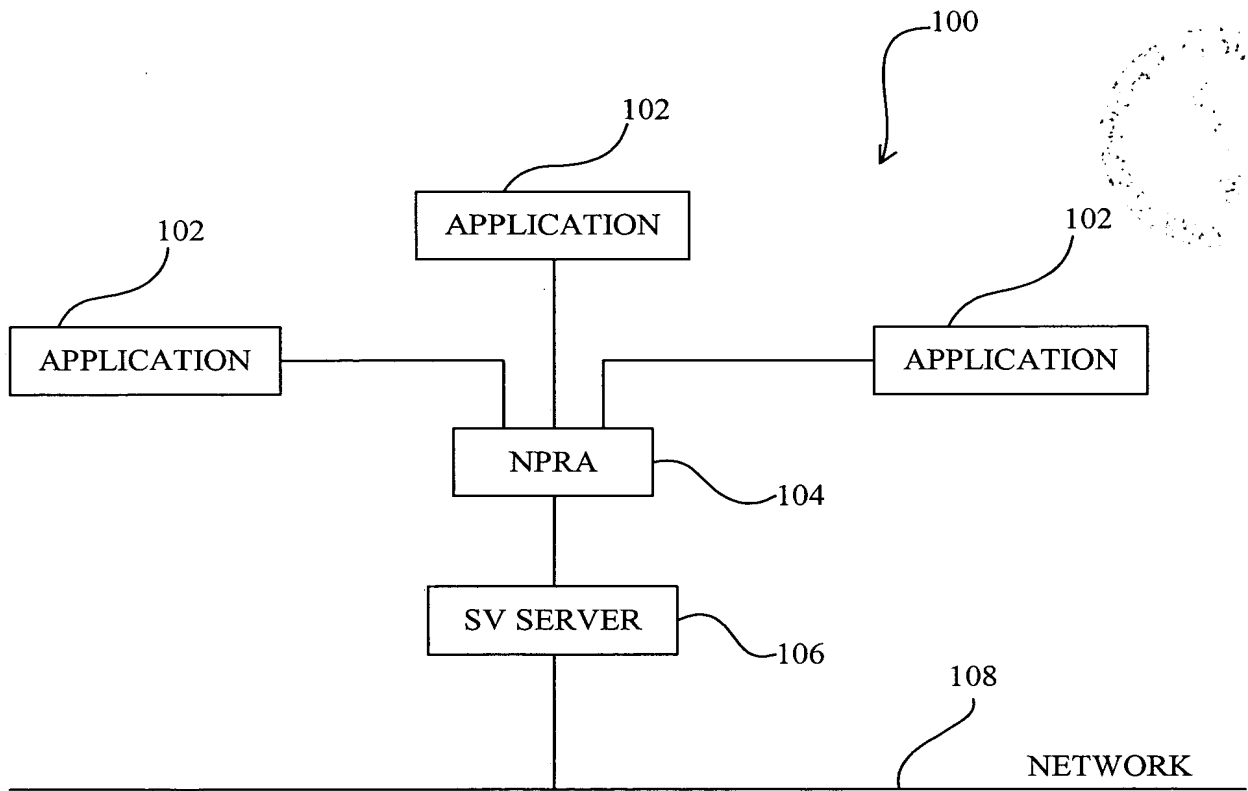 100
102
APPLICATION
102
102
APPLICATION
APPLICATION
NPRA
104
SV SERVER
106
108
NETWORK